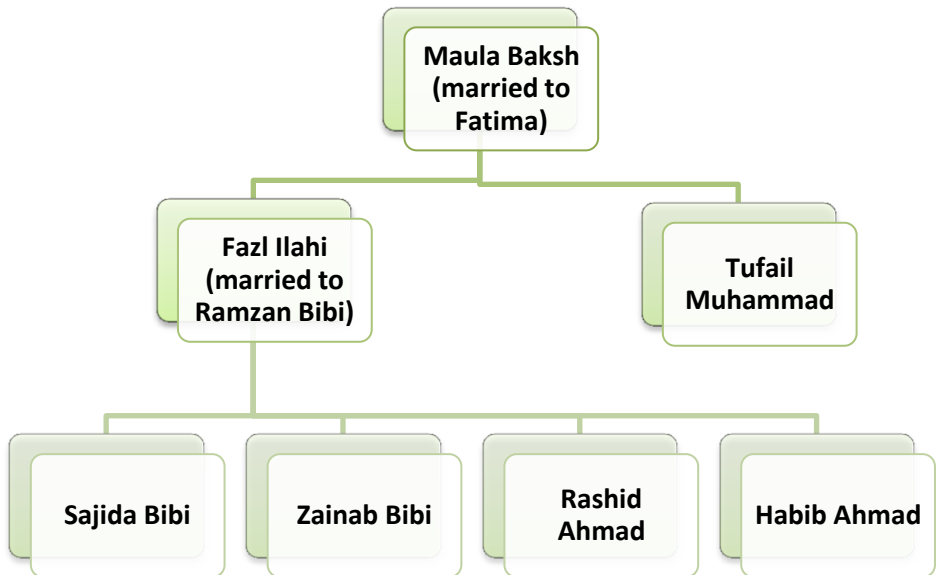 Maula Baksh
(married to
Fatima)
Fazl Ilahi
(married to
Ramzan Bibi)
Tufail
Muhammad
Sajida Bibi
Zainab Bibi
Rashid
Ahmad
Habib Ahmad